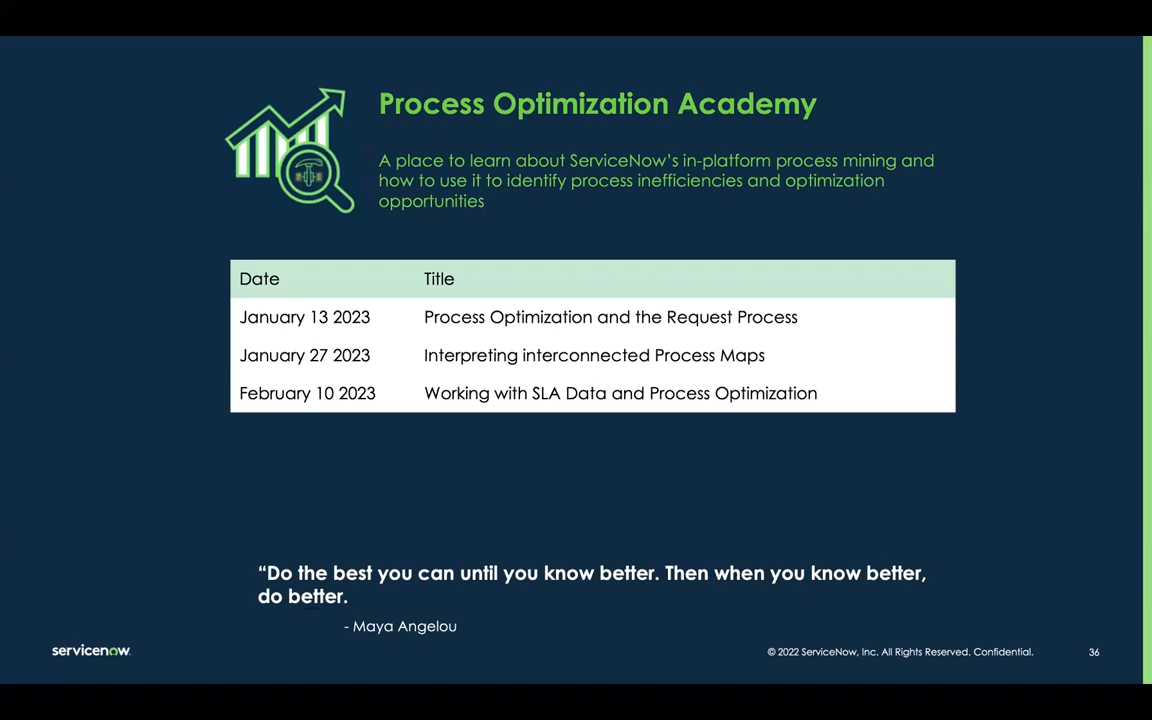 Process Optimization Academy
A place to learn about ServiceNow's in-platform process mining and
how to use it to identify process inefficiencies and optimization
opportunities
Date Title
January 13 2023 Process Optimization and the Request Process
January 27 2023 Interpreting interconnected Process Maps
February 10 2023 Working with SLA Data and Process Optimization
“Do the best you can until you know better. Then when you know better,
do better.
- Maya Angelou
servicenow © 2022 ServiceNow, Inc. All Rights Reserved. Confidential. 36